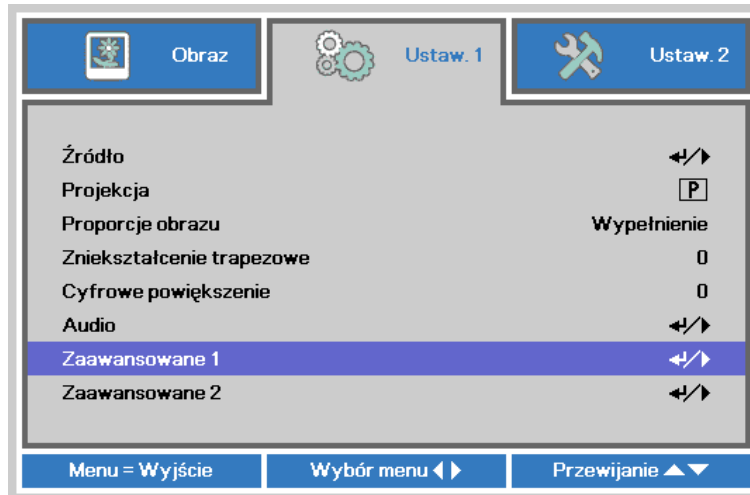 Obraz Ustaw. 1 Ustaw. 2
Źródło
Projekcja P
Proporcje obrazu Wypełnienie
Zniekształcenie trapezowe 0
Cyfrowe powiększenie 0
Audio
Zaawansowane 1
Zaawansowane 2
Menu = Wyjście Wybór menu Przewijanie